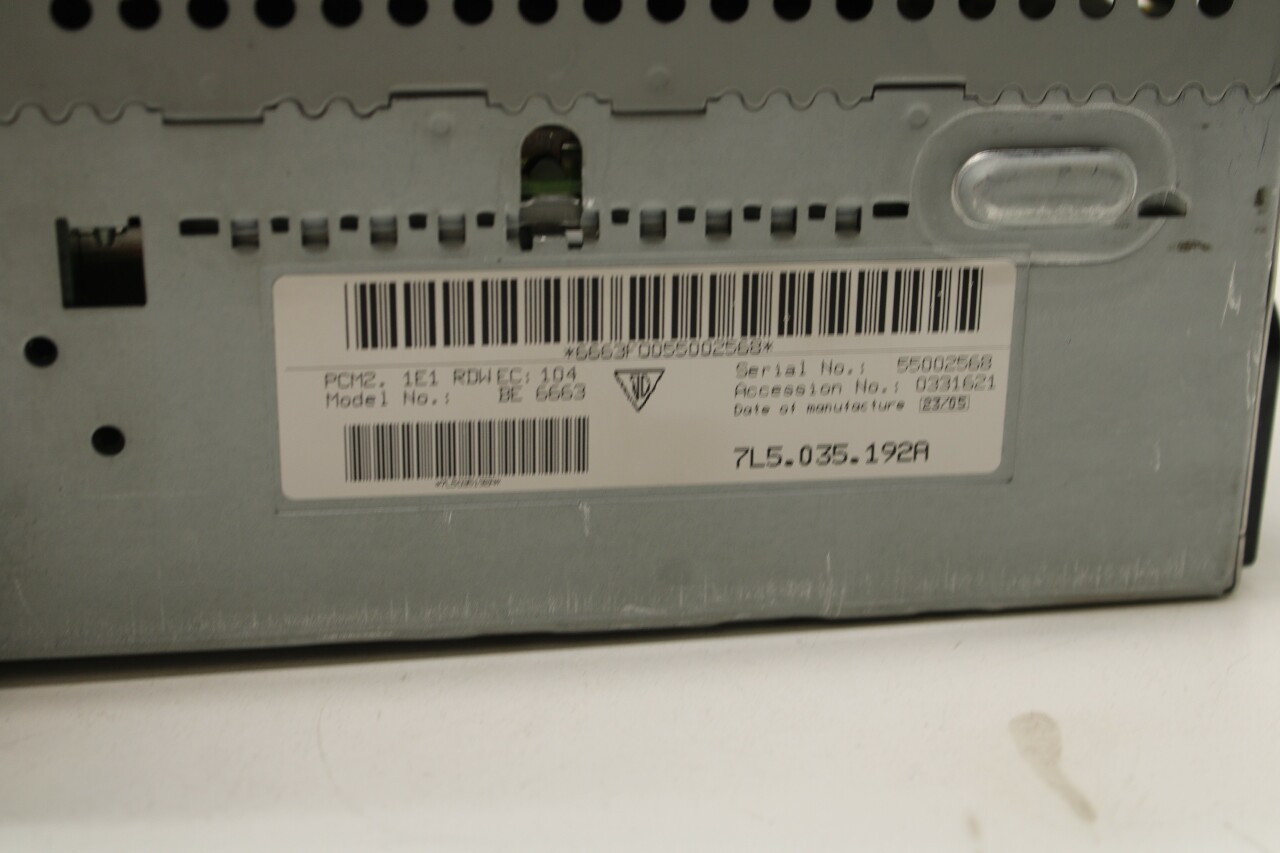 *6663F0055002568*
PCM2. 1E1 RDW EC: 104
Model No.: BE 6663
Serial No.: 55002568
Accession No.: 0331621
Date of manufacture 23/05
7L5.035.192A